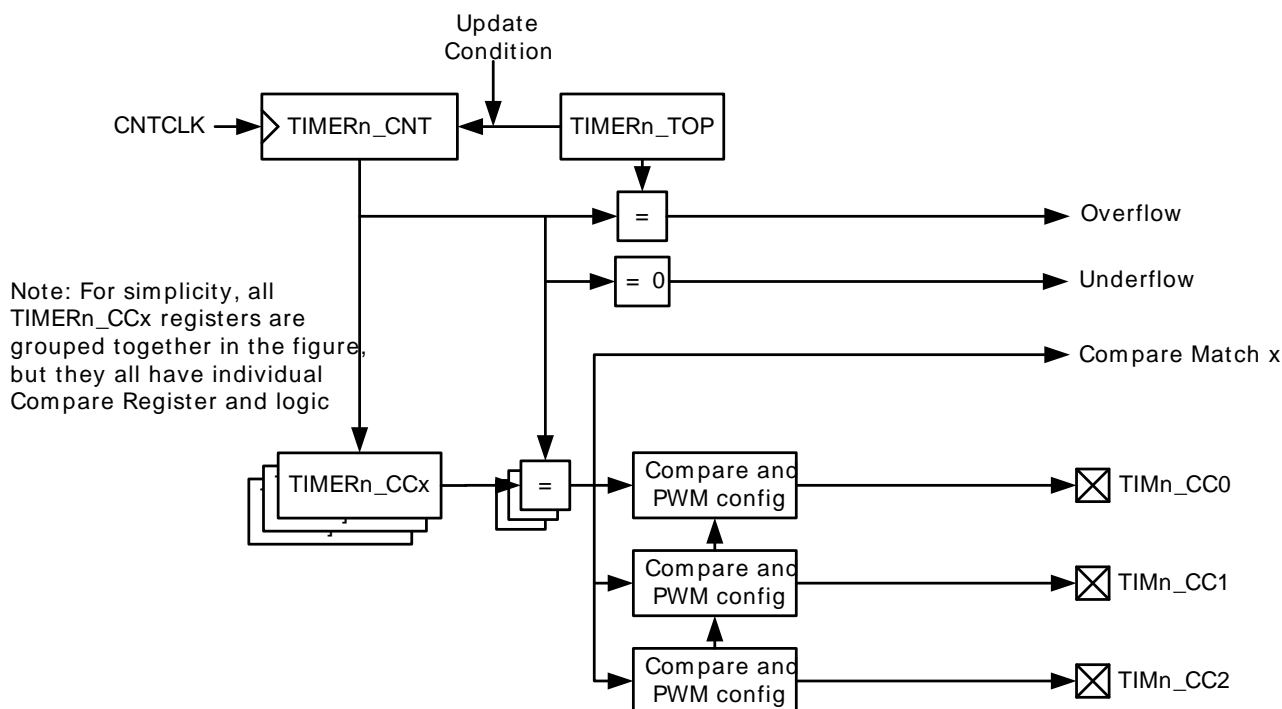 Update
Condition
CNTCLK
TIMERn_CNT
TIMERn_TOP
=
Overflow
= 0
Underflow
Note: For simplicity, all
TIMERn_CCx registers are
grouped together in the figure,
but they all have individual
Compare Register and logic
Compare Match x
TIMERn_CCx
=
Compare and
PWM config
TIMn_CC0
Compare and
PWM config
TIMn_CC1
Compare and
PWM config
TIMn_CC2